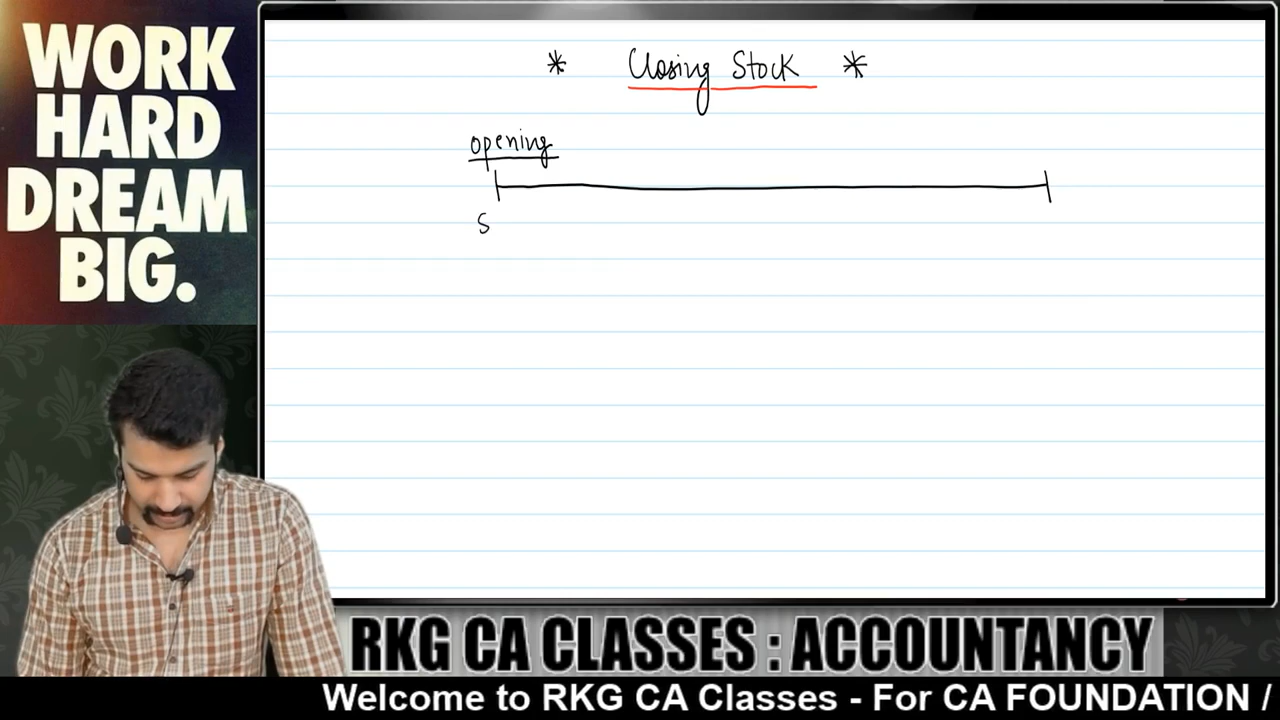 WORK
HARD
DREAM
BIG.
* Closing Stock *
opening
S
RKG CA CLASSES : ACCOUNTANCY
Welcome to RKG CA Classes - For CA FOUNDATION /